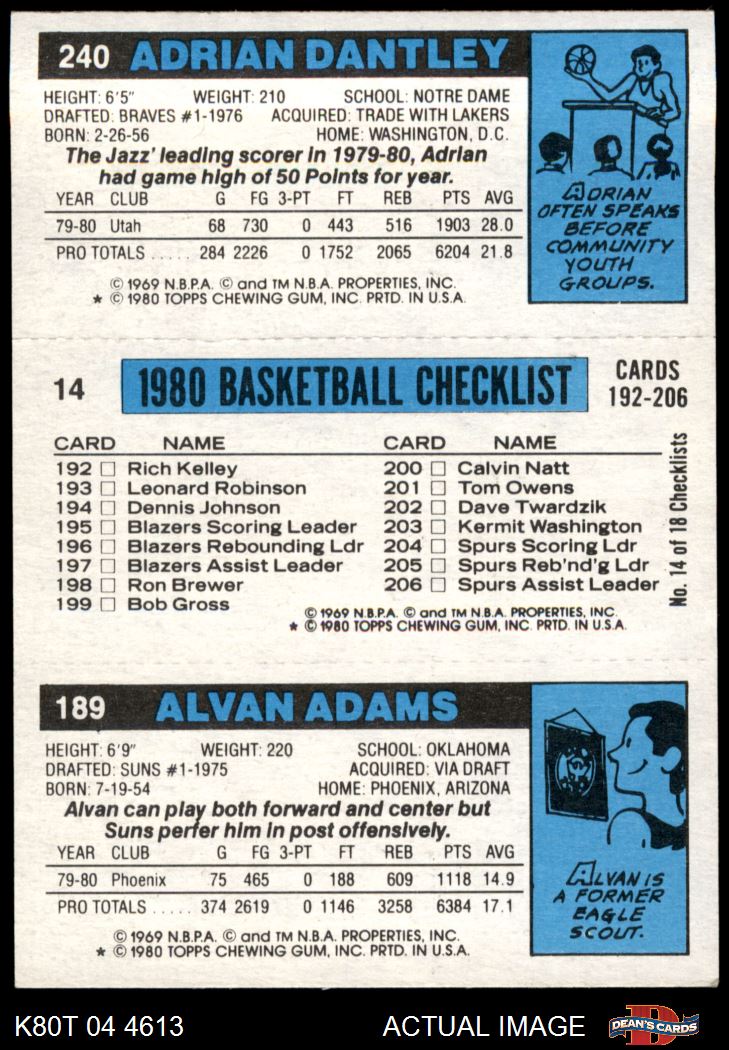 240 ADRIAN DANTLEY
HEIGHT: 6'5" WEIGHT: 210 SCHOOL: NOTRE DAME
DRAFTED: BRAVES #1-1976 ACQUIRED: TRADE WITH LAKERS
BORN: 2-26-56 HOME: WASHINGTON, D.C.
The Jazz' leading scorer in 1979-80, Adrian
had game high of 50 Points for year.
YEAR CLUB G FG 3-PT FT REB PTS AVG
79-80 Utah 68 730 0 443 516 1903 28.0
PRO TOTALS ..... 284 2226 0 1752 2065 6204 21.8
© 1969 N.B.P.A. © and TM N.B.A. PROPERTIES, INC.
* © 1980 TOPPS CHEWING GUM, INC. PRTD. IN U.S.A.
ADRIAN
OFTEN SPEAKS
BEFORE
COMMUNITY
YOUTH
GROUPS.
14 1980 BASKETBALL CHECKLIST CARDS
192-206
CARD NAME
192 □ Rich Kelley
193 □ Leonard Robinson
194 □ Dennis Johnson
195 □ Blazers Scoring Leader
196 □ Blazers Rebounding Ldr
197 □ Blazers Assist Leader
198 □ Ron Brewer
199 □ Bob Gross
CARD NAME
200 □ Calvin Natt
201 □ Tom Owens
202 □ Dave Twardzik
203 □ Kermit Washington
204 □ Spurs Scoring Ldr
205 □ Spurs Reb'nd'g Ldr
206 □ Spurs Assist Leader
No. 14 of 18 Checklists
© 1969 N.B.P.A. © and TM N.B.A. PROPERTIES, INC.
* © 1980 TOPPS CHEWING GUM, INC. PRTD. IN U.S.A.
189 ALVAN ADAMS
HEIGHT: 6'9" WEIGHT: 220 SCHOOL: OKLAHOMA
DRAFTED: SUNS #1-1975 ACQUIRED: VIA DRAFT
BORN: 7-19-54 HOME: PHOENIX, ARIZONA
Alvan can play both forward and center but
Suns perfer him in post offensively.
YEAR CLUB G FG 3-PT FT REB PTS AVG
79-80 Phoenix 75 465 0 188 609 1118 14.9
PRO TOTALS ..... 374 2619 0 1146 3258 6384 17.1
© 1969 N.B.P.A. © and TM N.B.A. PROPERTIES, INC.
* © 1980 TOPPS CHEWING GUM, INC. PRTD. IN U.S.A.
ALVAN IS
A FORMER
EAGLE
SCOUT.
K80T 04 4613 ACTUAL IMAGE D DEAN'S CARDS